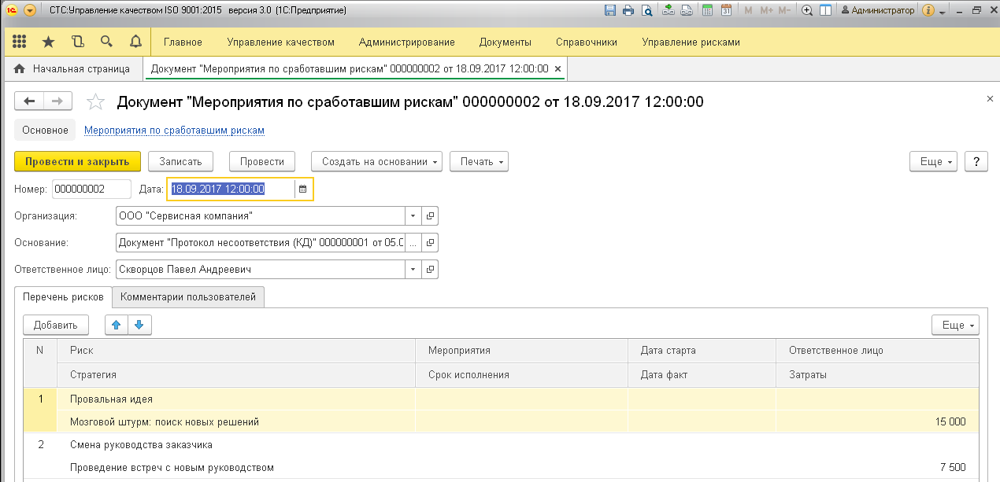 СТС:Управление качеством ISO 9001:2015 версия 3.0 (1С:Предприятие)
M M+ M- Администратор
Главное Управление качеством Администрирование Документы Справочники Управление рисками
Начальная страница Документ "Мероприятия по сработавшим рискам" 000000002 от 18.09.2017 12:00:00 ×
Документ "Мероприятия по сработавшим рискам" 000000002 от 18.09.2017 12:00:00
Основное Мероприятия по сработавшим рискам
Провести и закрыть Записать Провести Создать на основании Печать Еще ?
Номер: 000000002 Дата: 18.09.2017 12:00:00
Организация: ООО "Сервисная компания"
Основание: Документ "Протокол несоответствия (КД)" 000000001 от 05.0 ...
Ответственное лицо: Скворцов Павел Андреевич
Перечень рисков Комментарии пользователей
Добавить Еще
N Риск Мероприятия Дата старта Ответственное лицо
Стратегия Срок исполнения Дата факт Затраты
1 Провальная идея
Мозговой штурм: поиск новых решений 15 000
2 Смена руководства заказчика
Проведение встреч с новым руководством 7 500